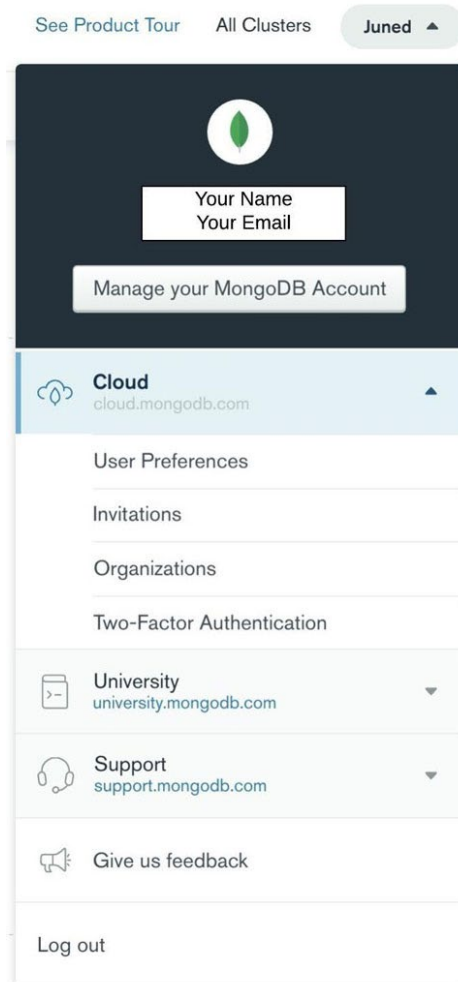 See Product Tour All Clusters Juned
Your Name
Your Email
Manage your MongoDB Account
Cloud
cloud.mongodb.com
User Preferences
Invitations
Organizations
Two-Factor Authentication
University
university.mongodb.com
Support
support.mongodb.com
Give us feedback
Log out